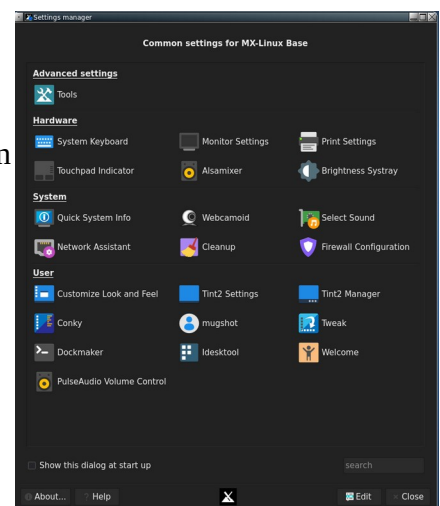 Settings manager
Common settings for MX-Linux Base
Advanced settings
Tools
Hardware
System Keyboard Monitor Settings Print Settings
Touchpad Indicator Alsamixer Brightness Systray
System
Quick System Info Webcamoid Select Sound
Network Assistant Cleanup Firewall Configuration
User
Customize Look and Feel Tint2 Settings Tint2 Manager
Conky mugshot Tweak
Dockmaker Idesktool Welcome
PulseAudio Volume Control
Show this dialog at start up search
About... Help Edit Close